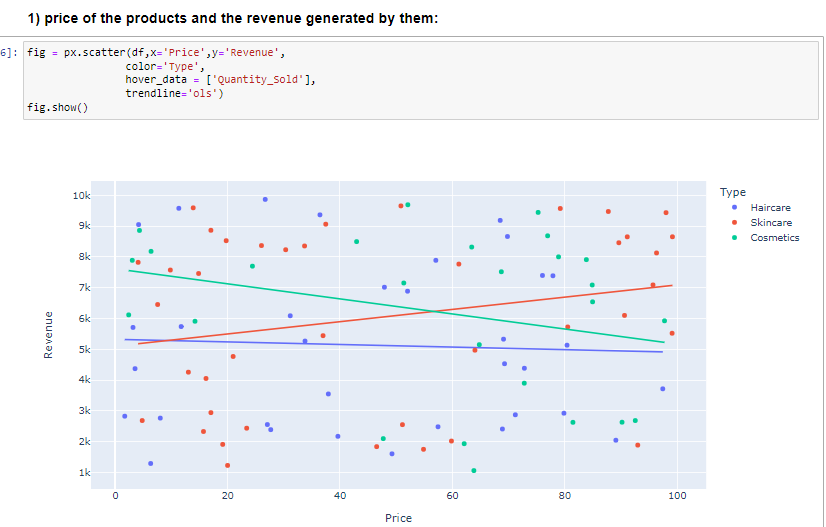 1) price of the products and the revenue generated by them:
6]: fig = px.scatter(df,x='Price',y='Revenue',
color='Type',
hover_data = ['Quantity_Sold'],
trendline='ols')
fig.show()
Type
Haircare
Skincare
Cosmetics
10k
9k
8k
7k
6k
5k
4k
3k
2k
1k
Revenue
0 20 40 60 80 100
Price